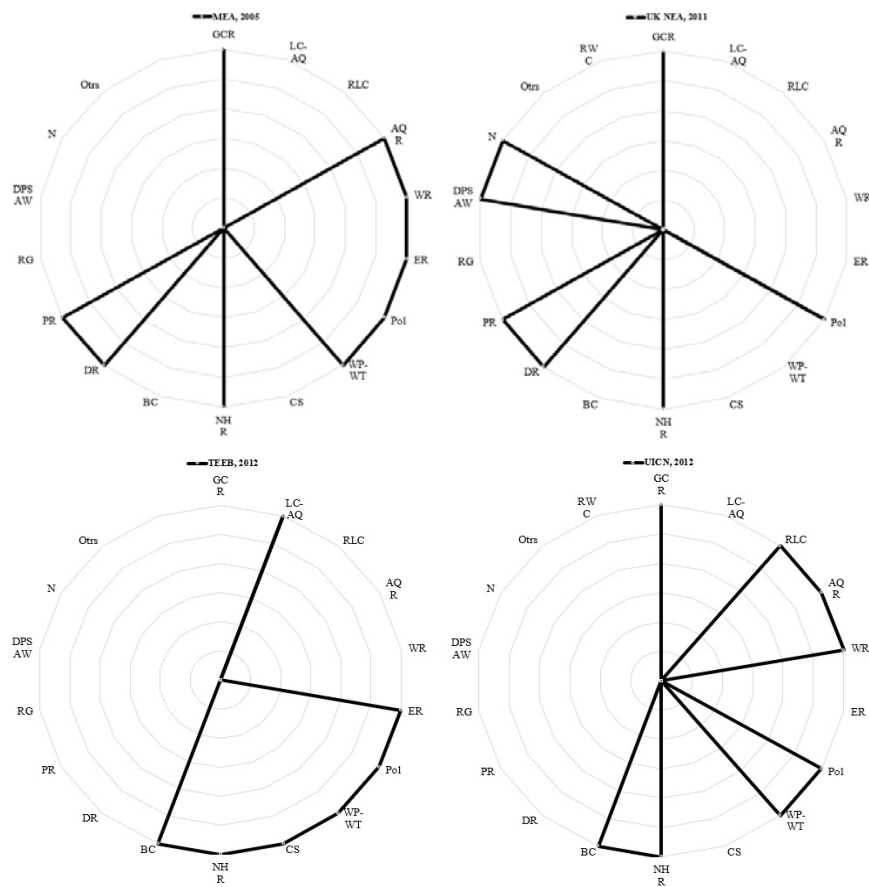 MEA, 2005
GCR
LC-
AQ
RLC
AQ
R
WR
ER
Pol
WP-
WT
CS
NH
R
BC
DR
PR
RG
DPS
AW
N
Otrs
UK NEA, 2011
GCR
LC-
AQ
RLC
AQ
R
WR
ER
Pol
WP-
WT
CS
NH
R
BC
DR
PR
RG
DPS
AW
N
Otrs
RW
C
TEEB, 2012
GC
R
LC-
AQ
RLC
AQ
R
WR
ER
Pol
WP-
WT
CS
NH
R
BC
DR
PR
RG
DPS
AW
N
Otrs
UICN, 2012
GC
R
LC-
AQ
RLC
AQ
R
WR
ER
Pol
WP-
WT
CS
NH
R
BC
DR
PR
RG
DPS
AW
N
Otrs
RW
C